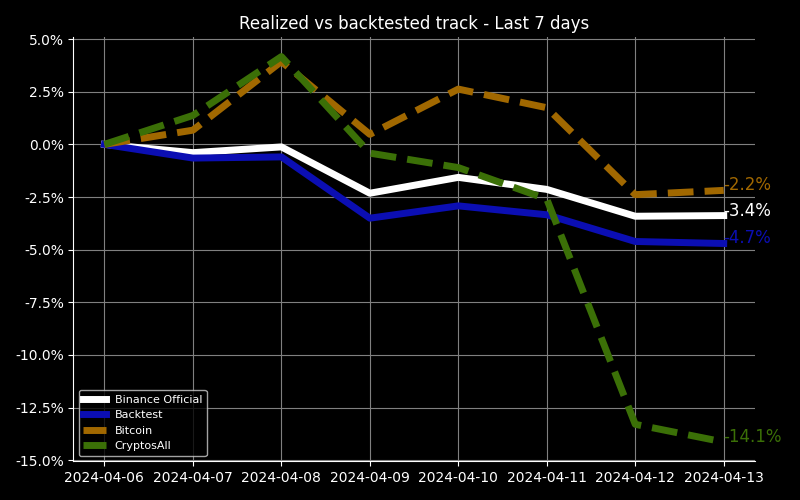 Realized vs backtested track - Last 7 days
5.0%
2.5%
0.0%
-2.5%
-5.0%
-7.5%
-10.0%
-12.5%
-15.0%
-2.2%
-3.4%
-4.7%
-14.1%
Binance Official
Backtest
Bitcoin
CryptosAll
2024-04-06 2024-04-07 2024-04-08 2024-04-09 2024-04-10 2024-04-11 2024-04-12 2024-04-13